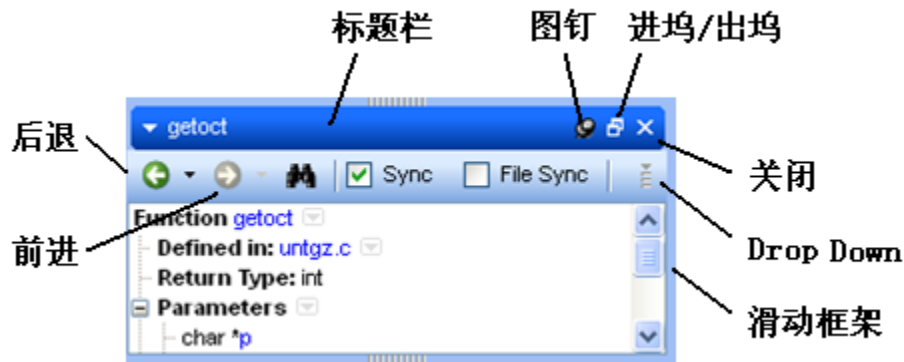 标题栏
图钉
进坞/出坞
后退
getoct
关闭
Sync
File Sync
前进
Function getoct
Defined in: untgz.c
Return Type: int
Parameters
char *p
Drop Down
滑动框架